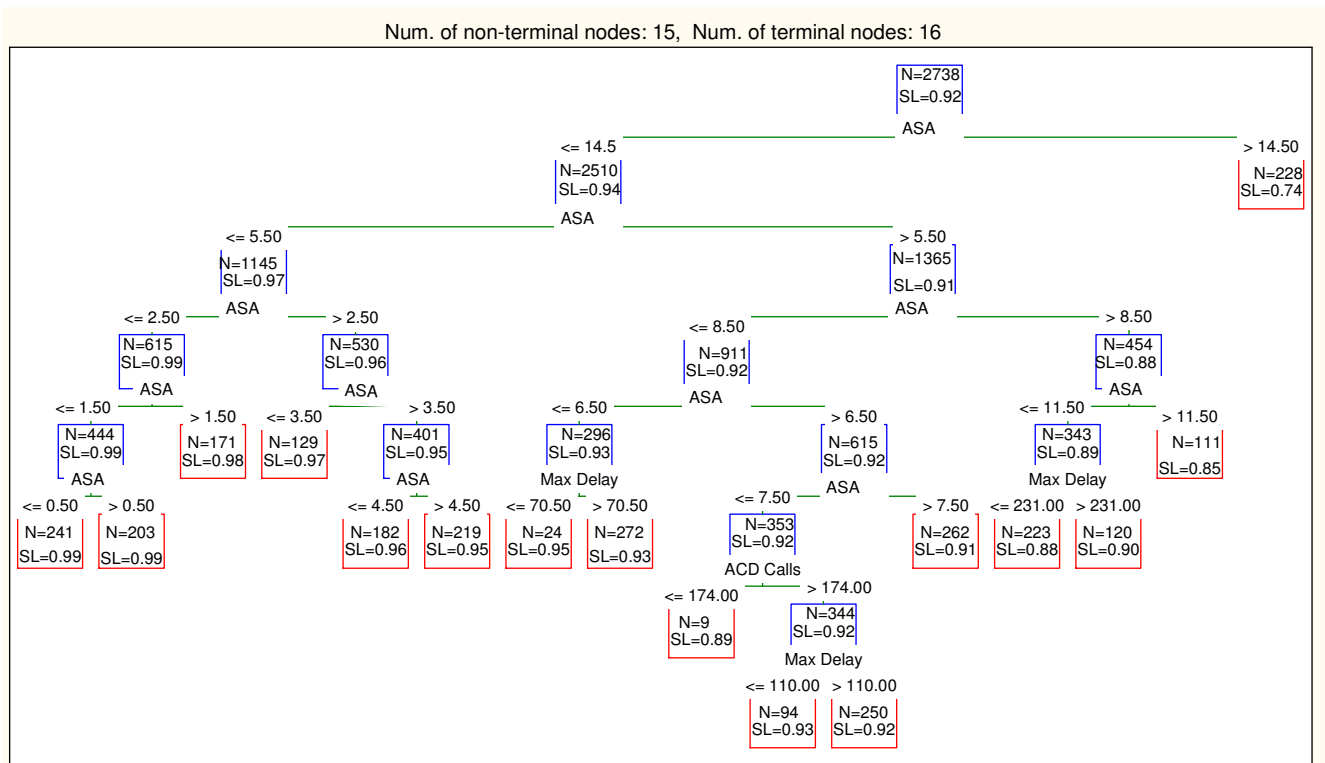 Num. of non-terminal nodes: 15, Num. of terminal nodes: 16
N=2738
SL=0.92
ASA
<= 14.5
N=2510
SL=0.94
ASA
> 14.50
N=228
SL=0.74
<= 5.50
N=1145
SL=0.97
ASA
> 5.50
N=1365
SL=0.91
ASA
<= 2.50
N=615
SL=0.99
ASA
> 2.50
N=530
SL=0.96
ASA
<= 8.50
N=911
SL=0.92
ASA
> 8.50
N=454
SL=0.88
ASA
<= 1.50
N=444
SL=0.99
ASA
> 1.50
N=171
SL=0.98
<= 3.50
N=129
SL=0.97
> 3.50
N=401
SL=0.95
ASA
<= 6.50
N=296
SL=0.93
Max Delay
> 6.50
N=615
SL=0.92
ASA
<= 11.50
N=343
SL=0.89
Max Delay
> 11.50
N=111
SL=0.85
<= 0.50
N=241
SL=0.99
> 0.50
N=203
SL=0.99
<= 4.50
N=182
SL=0.96
> 4.50
N=219
SL=0.95
<= 70.50
N=24
SL=0.95
> 70.50
N=272
SL=0.93
<= 7.50
N=353
SL=0.92
ACD Calls
> 7.50
N=262
SL=0.91
<= 231.00
N=223
SL=0.88
> 231.00
N=120
SL=0.90
<= 174.00
N=9
SL=0.89
> 174.00
N=344
SL=0.92
Max Delay
<= 110.00
N=94
SL=0.93
> 110.00
N=250
SL=0.92